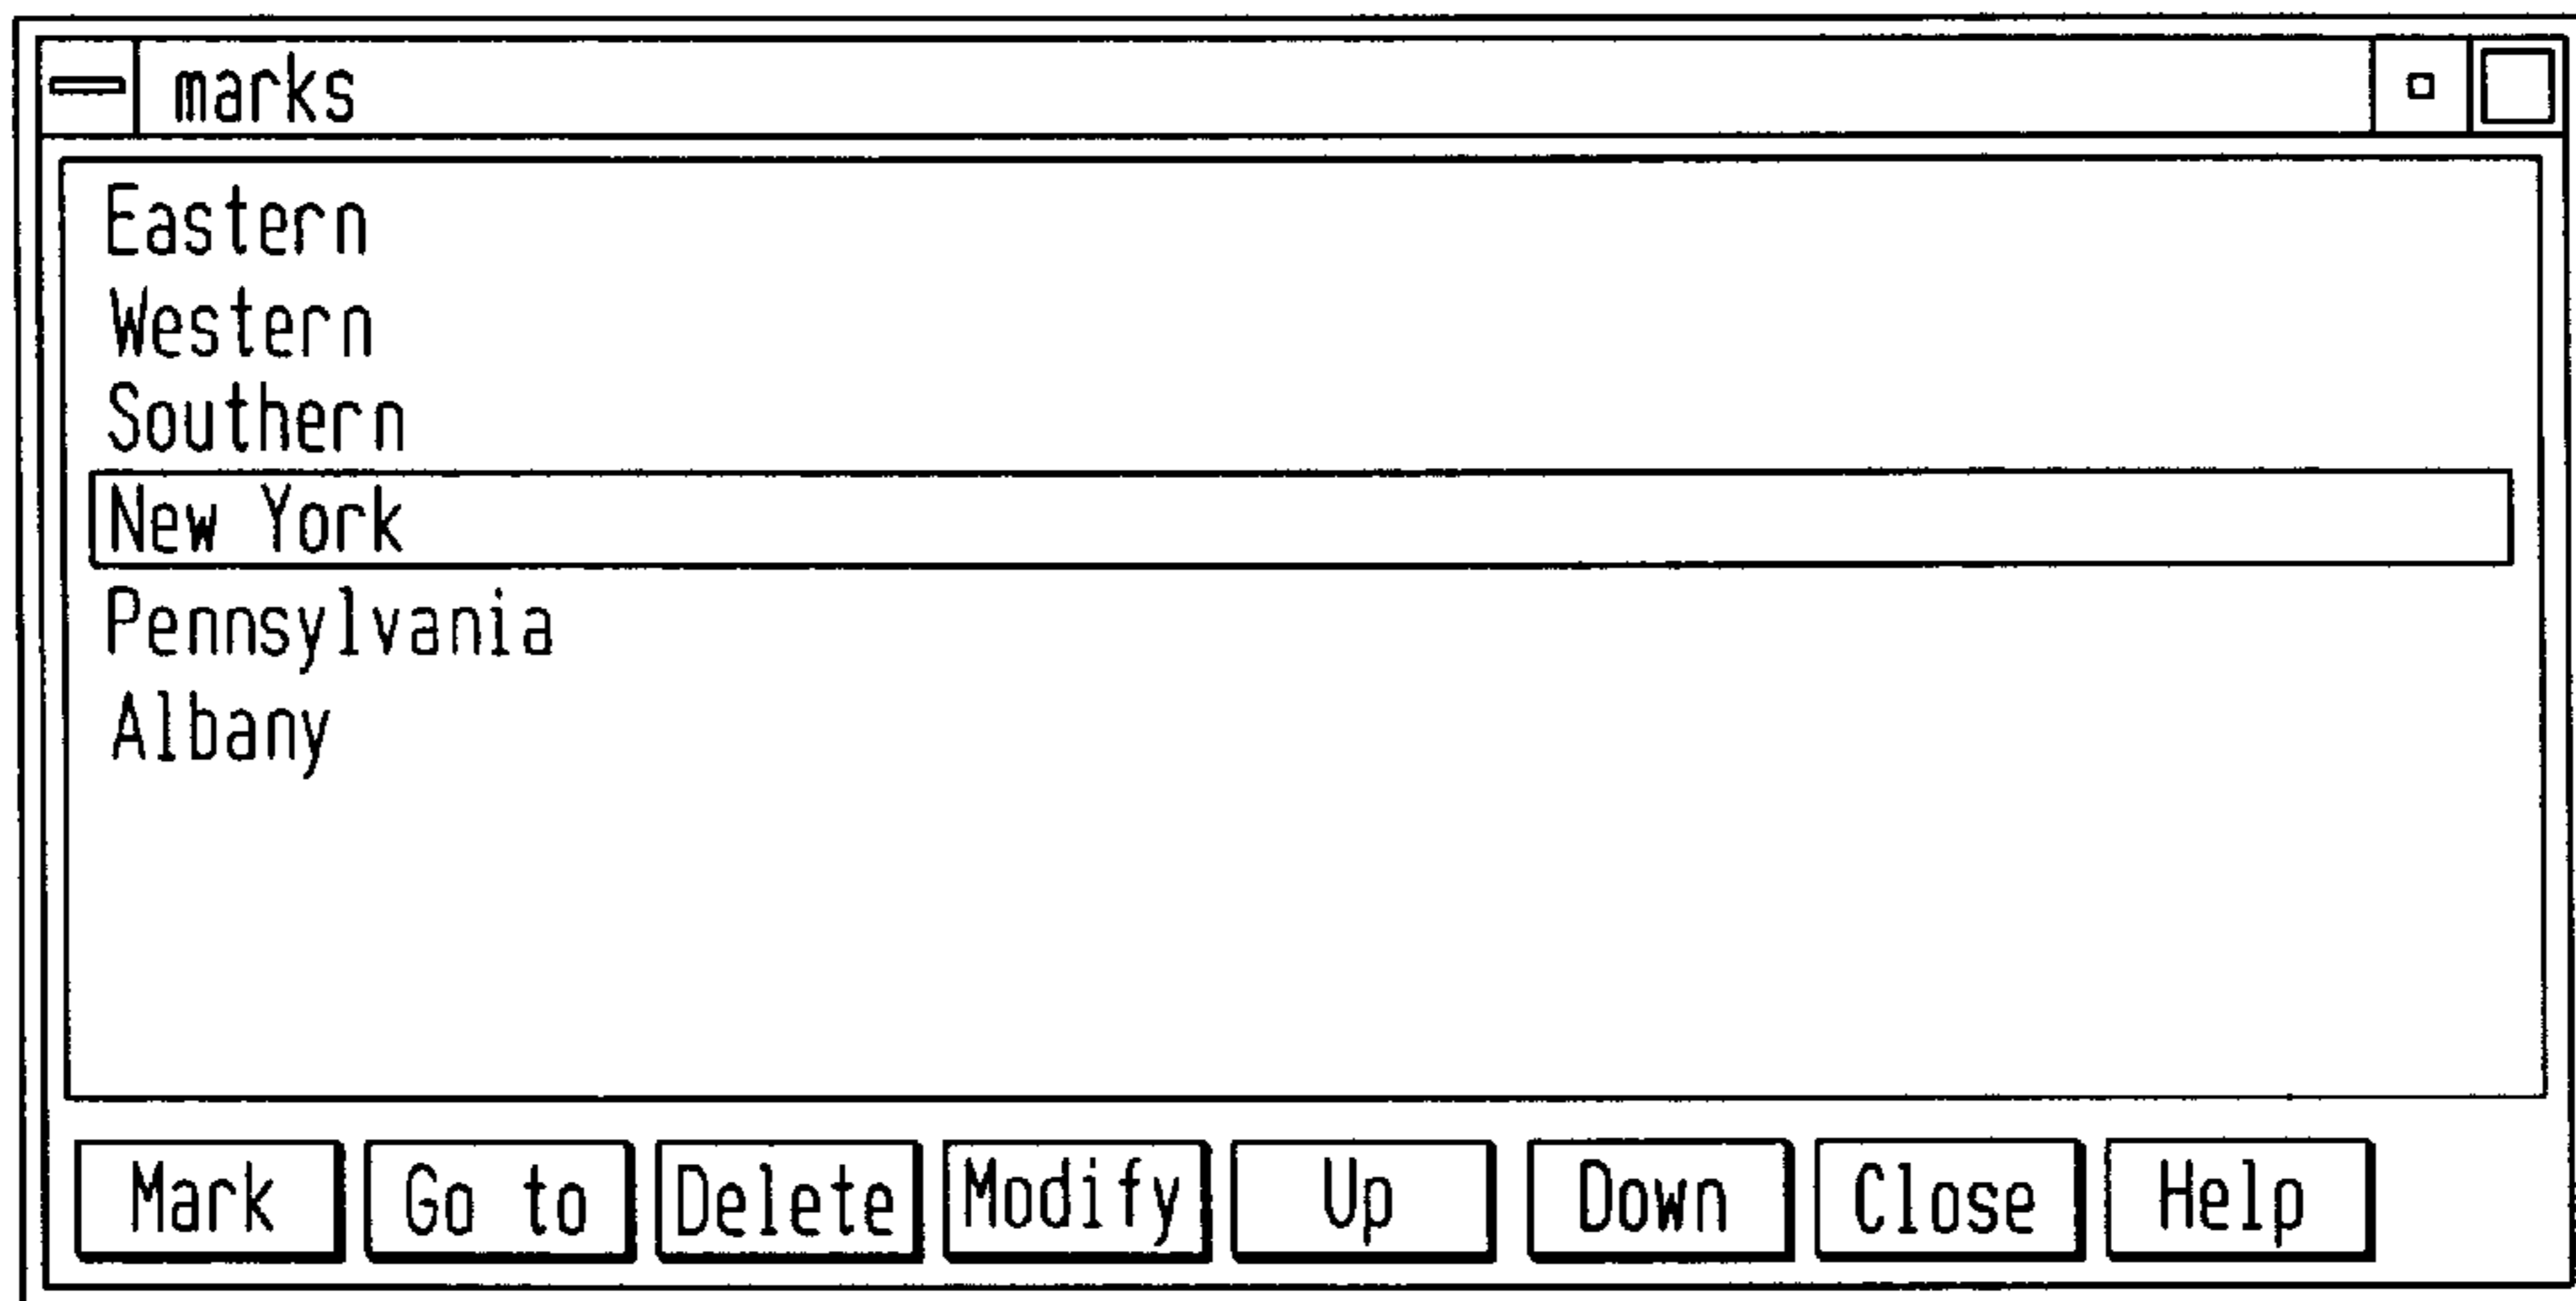 marks
Eastern
Western
Southern
New York
Pennsylvania
Albany
Mark Go to Delete Modify Up Down Close Help